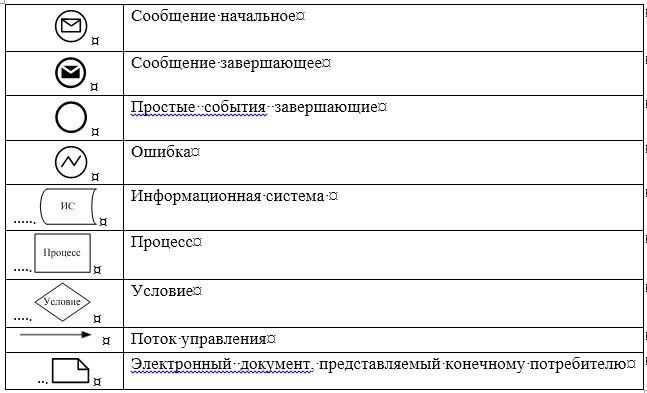 Сообщение начальное
Сообщение завершающее
Простые события завершающие
Ошибка
ИС
Информационная система
Процесс
Процесс
Условие
Условие
Поток управления
Электронный документ, представляемый конечному потребителю